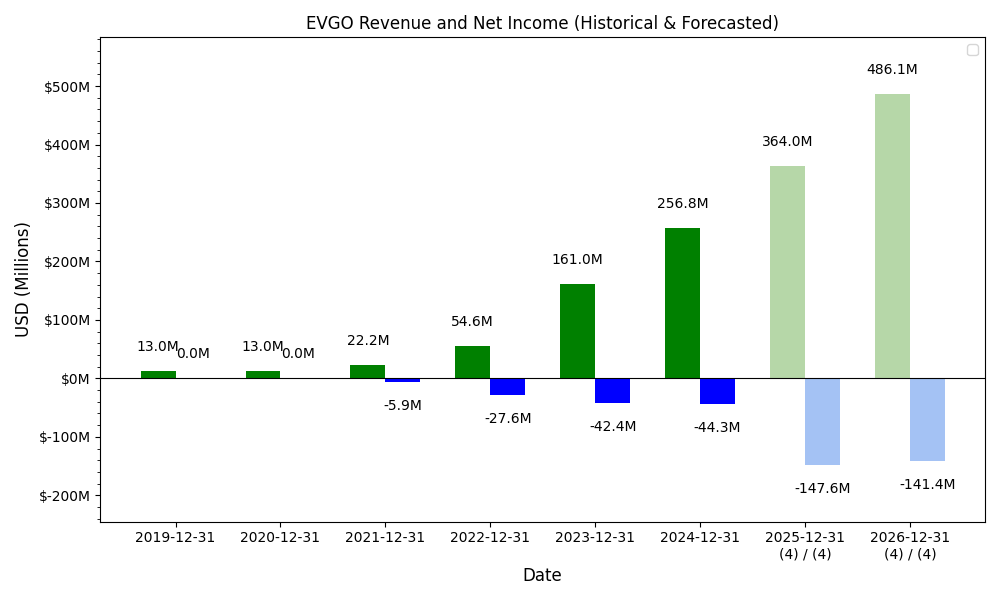 EVGO Revenue and Net Income (Historical & Forecasted)
USD (Millions)
$500M
$400M
$300M
$200M
$100M
$0M
$-100M
$-200M
13.0M
0.0M
13.0M
0.0M
22.2M
-5.9M
54.6M
-27.6M
161.0M
-42.4M
256.8M
-44.3M
364.0M
-147.6M
486.1M
-141.4M
2019-12-31
2020-12-31
2021-12-31
2022-12-31
2023-12-31
2024-12-31
2025-12-31
(4) / (4)
2026-12-31
(4) / (4)
Date